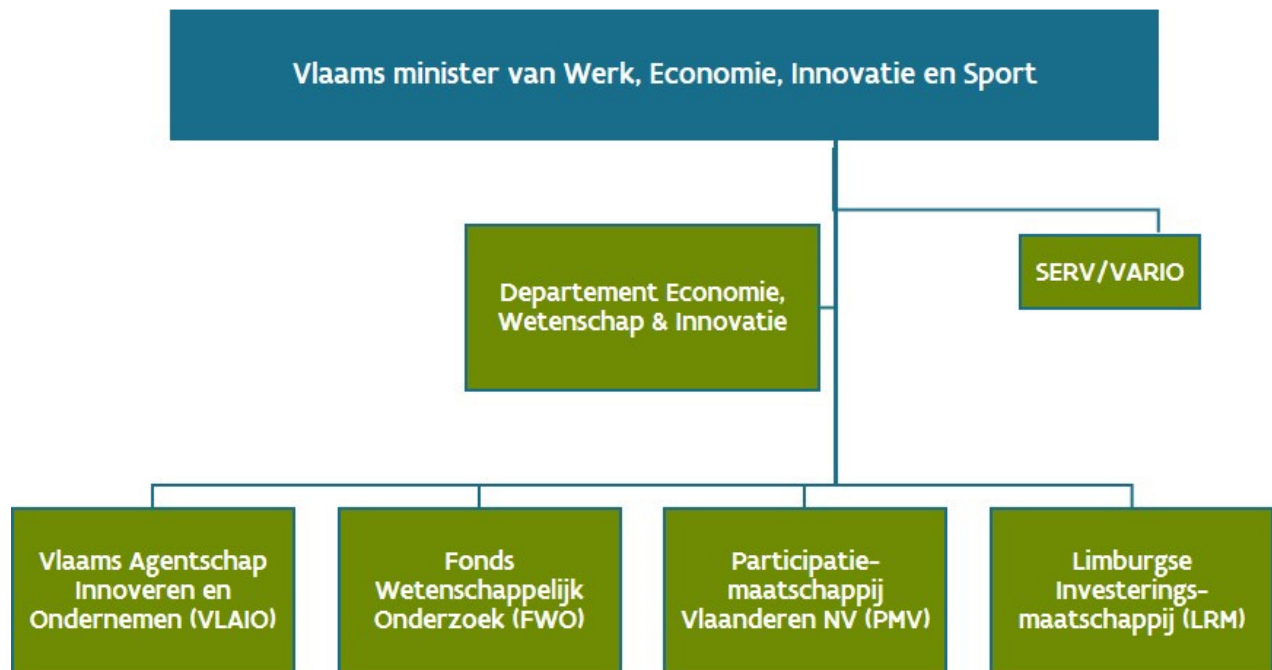 Vlaams minister van Werk, Economie, Innovatie en Sport
SERV/VARIO
Departement Economie,
Wetenschap & Innovatie
Vlaams Agentschap
Innoveren en
Ondernemen (VLAIO)
Fonds
Wetenschappelijk
Onderzoek (FWO)
Participatie-
maatschappij
Vlaanderen NV (PMV)
Limburgse
Investerings-
maatschappij (LRM)